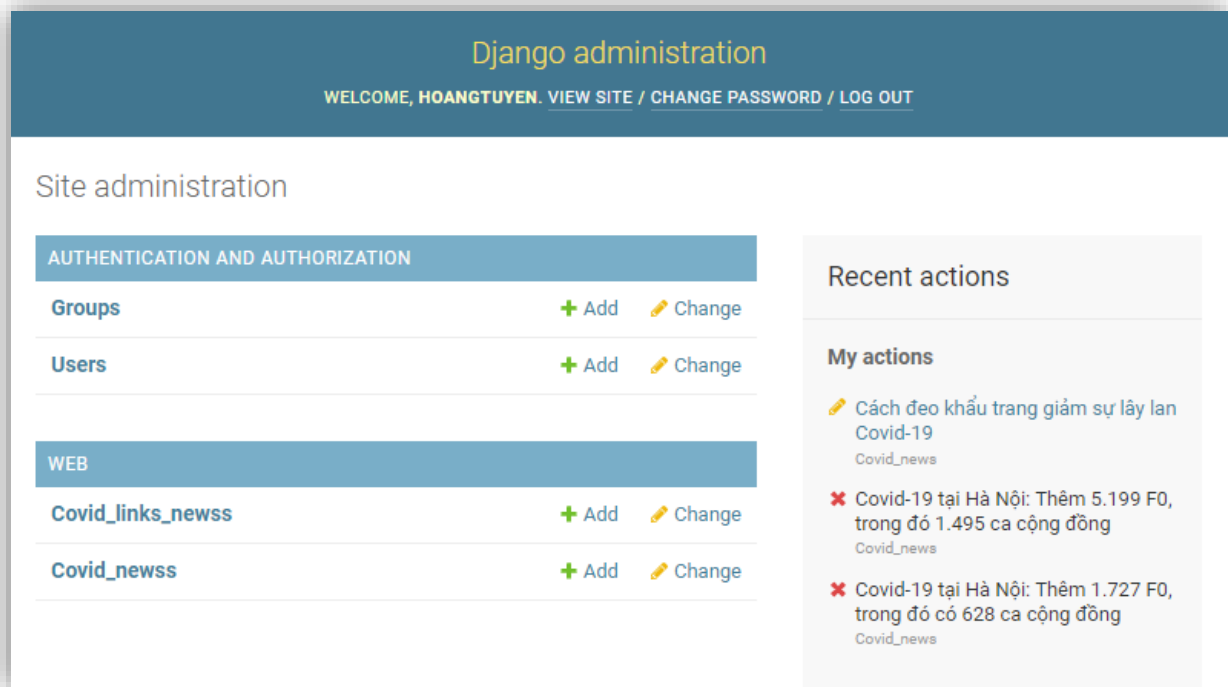 Django administration
WELCOME, HOANGTUYEN. VIEW SITE / CHANGE PASSWORD / LOG OUT
Site administration
AUTHENTICATION AND AUTHORIZATION
Groups Add Change
Users Add Change
WEB
Covid_links_newss Add Change
Covid_newss Add Change
Recent actions
My actions
Cách đeo khẩu trang giảm sự lây lan
Covid-19
Covid_news
Covid-19 tại Hà Nội: Thêm 5.199 F0,
trong đó 1.495 ca cộng đồng
Covid_news
Covid-19 tại Hà Nội: Thêm 1.727 F0,
trong đó có 628 ca cộng đồng
Covid_news